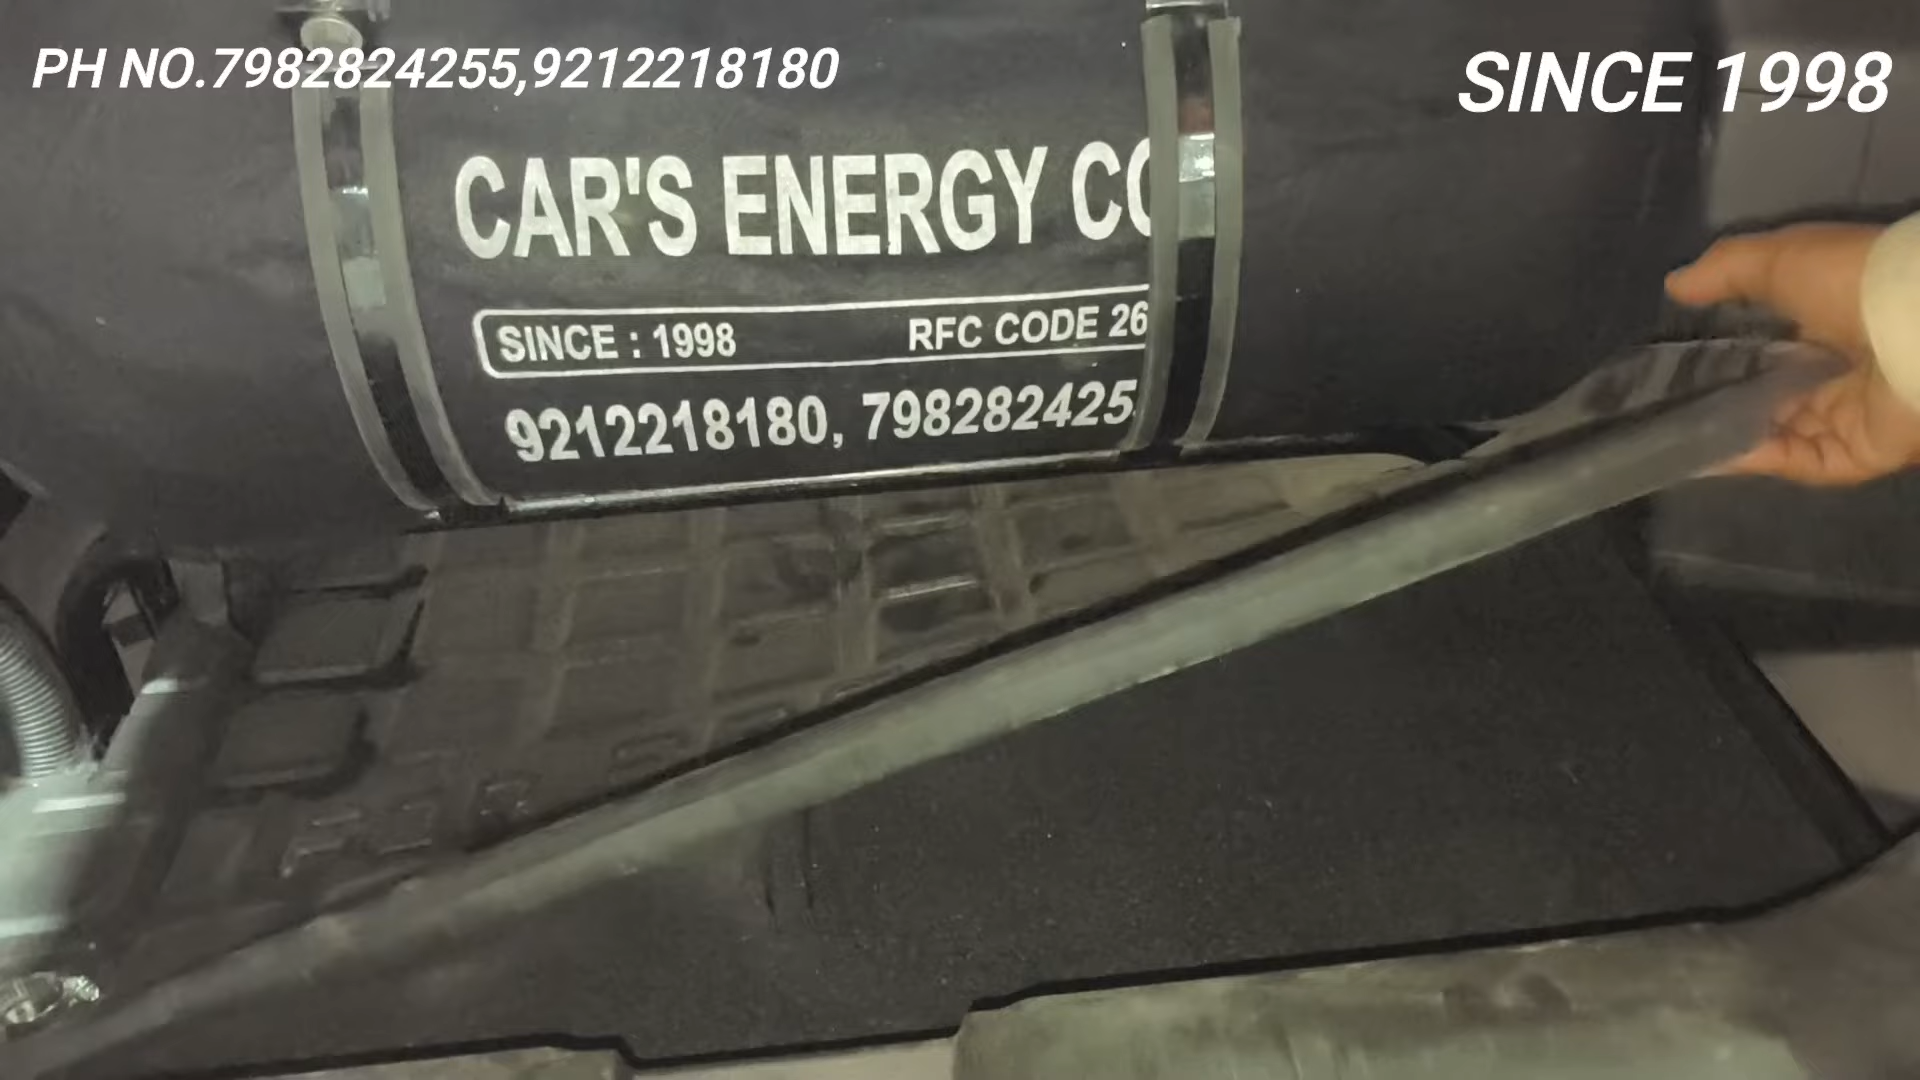 PH NO.7982824255,9212218180
SINCE 1998
CAR'S ENERGY CO
SINCE : 1998 RFC CODE 26
9212218180, 798282425